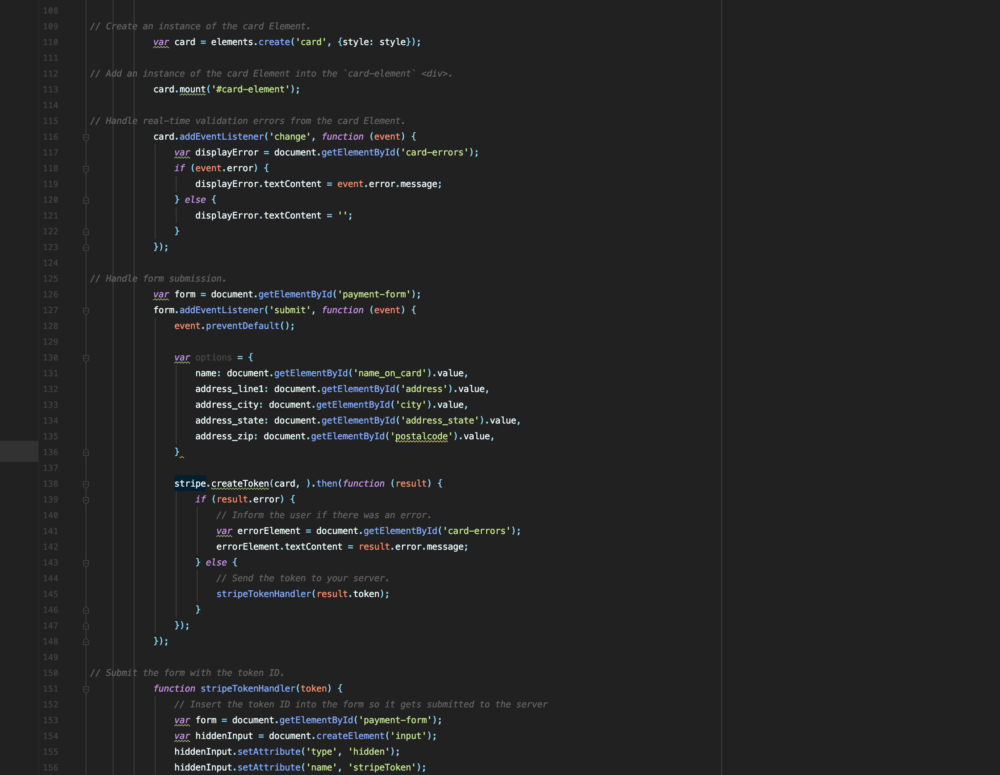 108
109 // Create an instance of the card Element.
110 var card = elements.create('card', {style: style});
111
112 // Add an instance of the card Element into the `card-element` <div>.
113 card.mount('#card-element');
114
115 // Handle real-time validation errors from the card Element.
116 card.addEventListener('change', function (event) {
117 var displayError = document.getElementById('card-errors');
118 if (event.error) {
119 displayError.textContent = event.error.message;
120 } else {
121 displayError.textContent = '';
122 }
123 });
124
125 // Handle form submission.
126 var form = document.getElementById('payment-form');
127 form.addEventListener('submit', function (event) {
128 event.preventDefault();
129
130 var options = {
131 name: document.getElementById('name_on_card').value,
132 address_line1: document.getElementById('address').value,
133 address_city: document.getElementById('city').value,
134 address_state: document.getElementById('address_state').value,
135 address_zip: document.getElementById('postalcode').value,
136 }
137
138 stripe.createToken(card, ).then(function (result) {
139 if (result.error) {
140 // Inform the user if there was an error.
141 var errorElement = document.getElementById('card-errors');
142 errorElement.textContent = result.error.message;
143 } else {
144 // Send the token to your server.
145 stripeTokenHandler(result.token);
146 }
147 });
148 });
149
150 // Submit the form with the token ID.
151 function stripeTokenHandler(token) {
152 // Insert the token ID into the form so it gets submitted to the server
153 var form = document.getElementById('payment-form');
154 var hiddenInput = document.createElement('input');
155 hiddenInput.setAttribute('type', 'hidden');
156 hiddenInput.setAttribute('name', 'stripeToken');